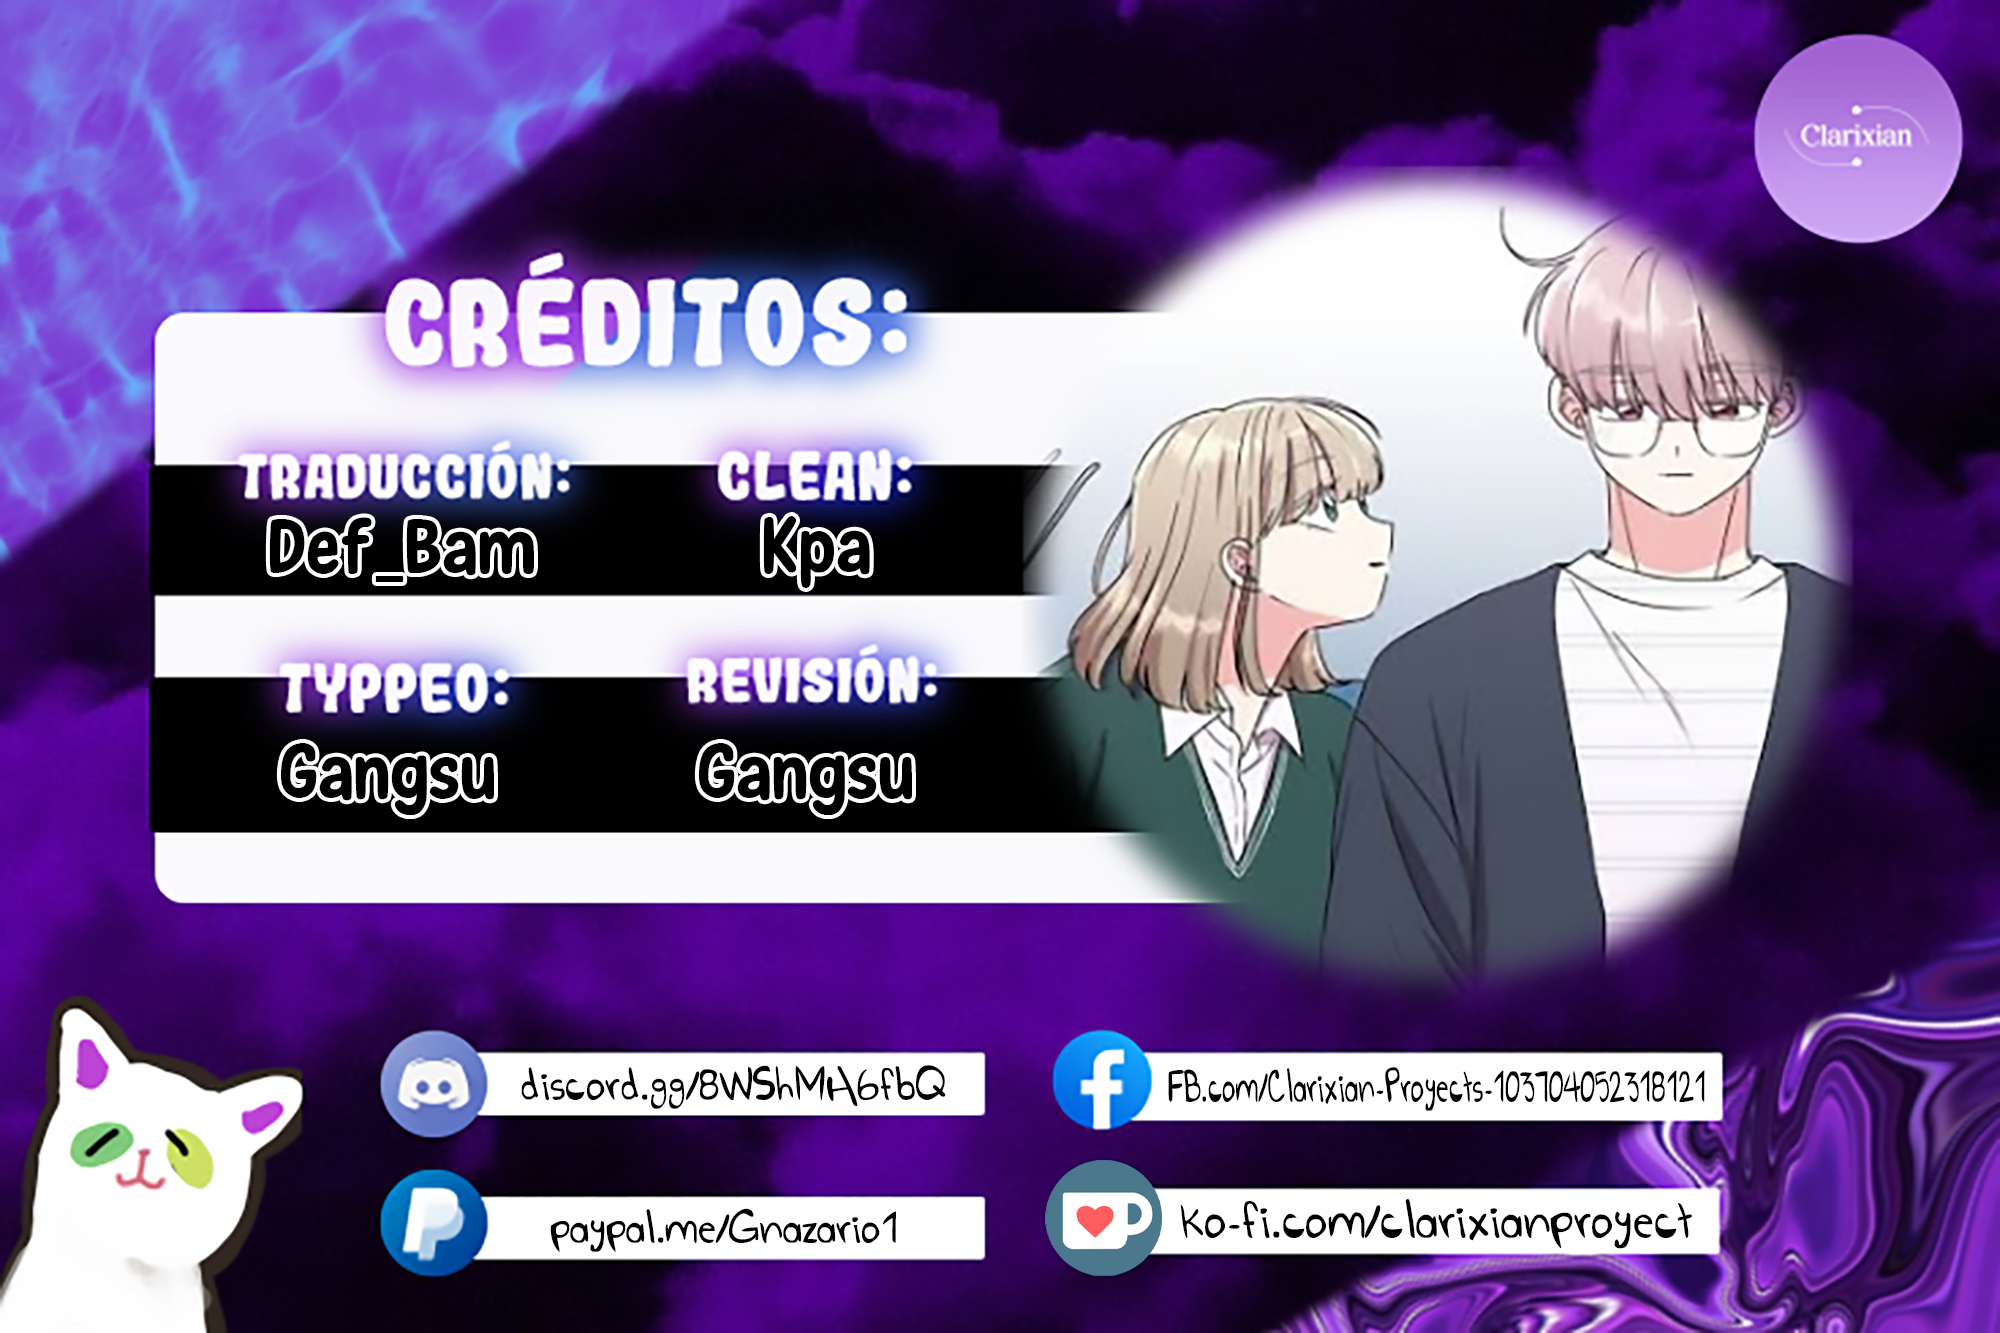 Clarixian
CRÉDITOS:
TRADUCCIÓN:
Def_Bam
CLEAN:
Kpa
TYPPEO:
Gangsu
REVISIÓN:
Gangsu
discord.gg/8WShMH6fbQ
FB.com/Clarixian-Proyects-103704052318121
paypal.me/Gnazario1
ko-fi.com/clarixianproyect